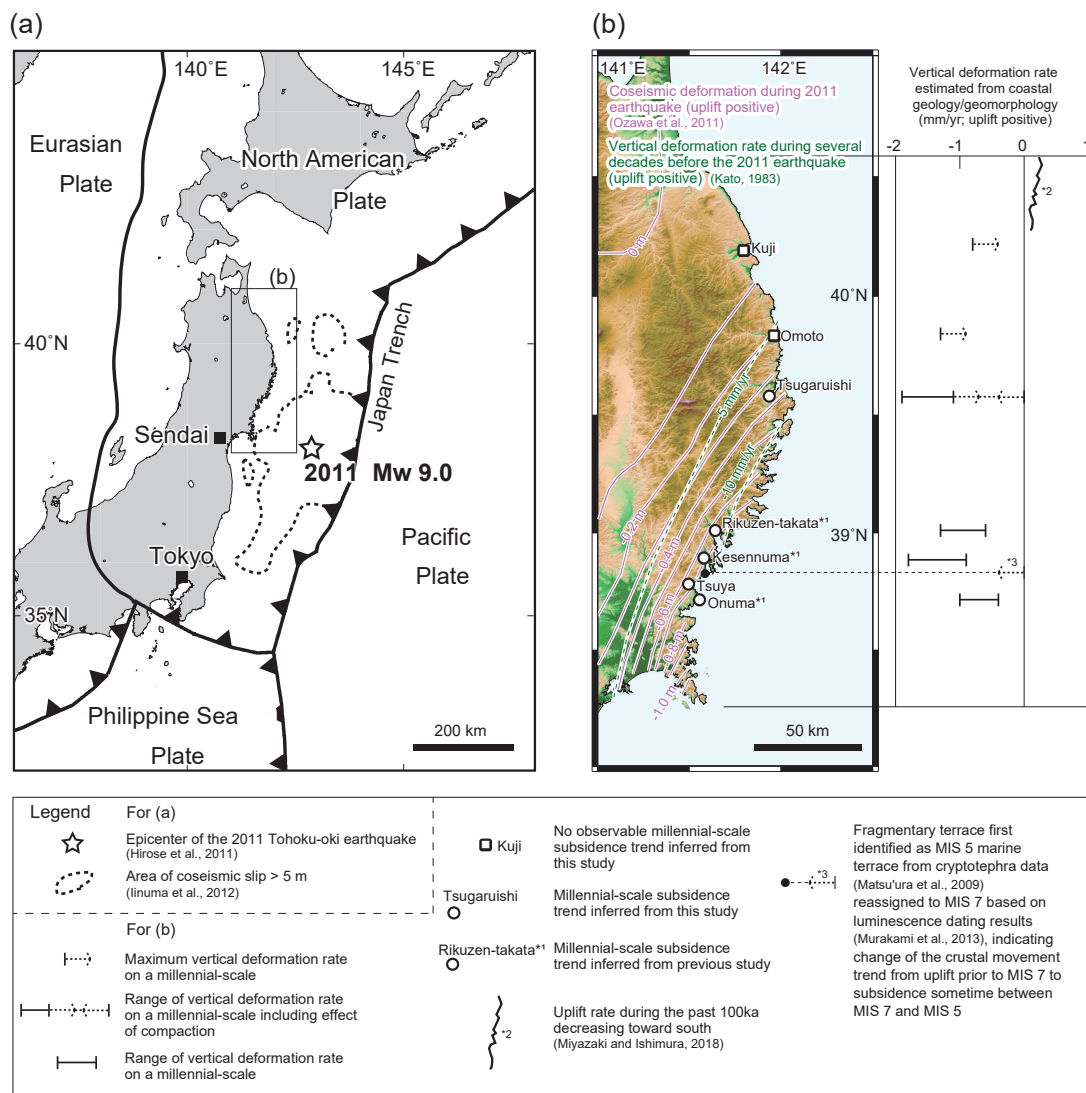 (a)
140°E
145°E
Eurasian
Plate
North American
Plate
(b)
40°N
Japan Trench
Sendai
2011 Mw 9.0
Tokyo
Pacific
Plate
35°N
Philippine Sea
Plate
200 km
(b)
141°E
142°E
Coseismic deformation during 2011
earthquake (uplift positive)
(Ozawa et al., 2011)
Vertical deformation rate during several
decades before the 2011 earthquake
(uplift positive) (Kato, 1983)
0 m
Kuji
40°N
Omoto
-5 mm/yr
Tsugaruishi
-10 mm/yr
-0.2 m
Rikuzen-takata*1
39°N
-0.4 m
Kesennuma*1
Tsuya
Onuma*1
-0.6 m
-0.8 m
-1.0 m
50 km
Vertical deformation rate
estimated from coastal
geology/geomorphology
(mm/yr; uplift positive)
-2
-1
0
1
*2
*3
Legend
For (a)
Epicenter of the 2011 Tohoku-oki earthquake
(Hirose et al., 2011)
Area of coseismic slip > 5 m
(Iinuma et al., 2012)
For (b)
Maximum vertical deformation rate
on a millennial-scale
Range of vertical deformation rate
on a millennial-scale including effect
of compaction
Range of vertical deformation rate
on a millennial-scale
Kuji
No observable millennial-scale
subsidence trend inferred from
this study
Tsugaruishi
Millennial-scale subsidence
trend inferred from this study
Rikuzen-takata*1
Millennial-scale subsidence
trend inferred from previous study
*2
Uplift rate during the past 100ka
decreasing toward south
(Miyazaki and Ishimura, 2018)
*3
Fragmentary terrace first
identified as MIS 5 marine
terrace from cryptotephra data
(Matsu'ura et al., 2009)
reassigned to MIS 7 based on
luminescence dating results
(Murakami et al., 2013), indicating
change of the crustal movement
trend from uplift prior to MIS 7 to
subsidence sometime between
MIS 7 and MIS 5